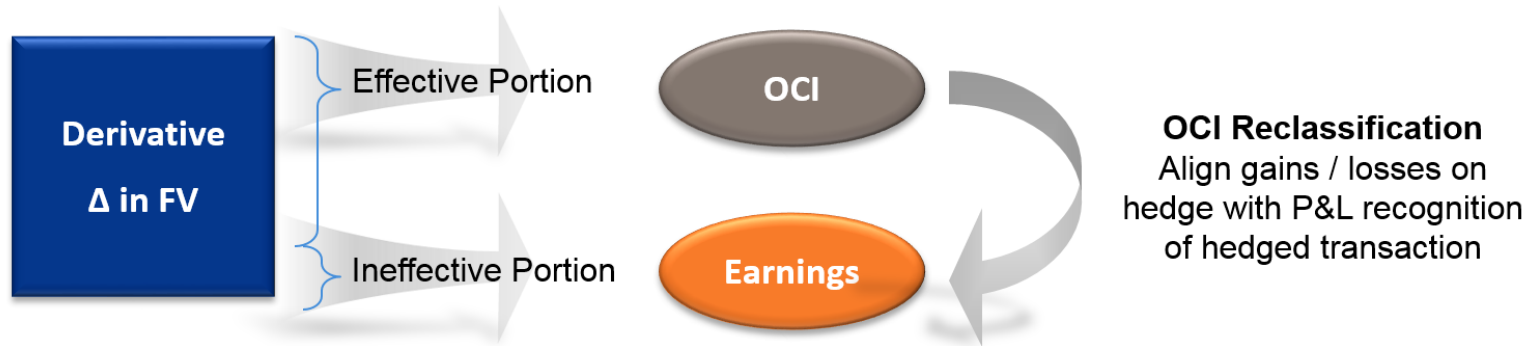 Derivative
Δ in FV
Effective Portion
Ineffective Portion
OCI
Earnings
OCI Reclassification
Align gains / losses on
hedge with P&L recognition
of hedged transaction